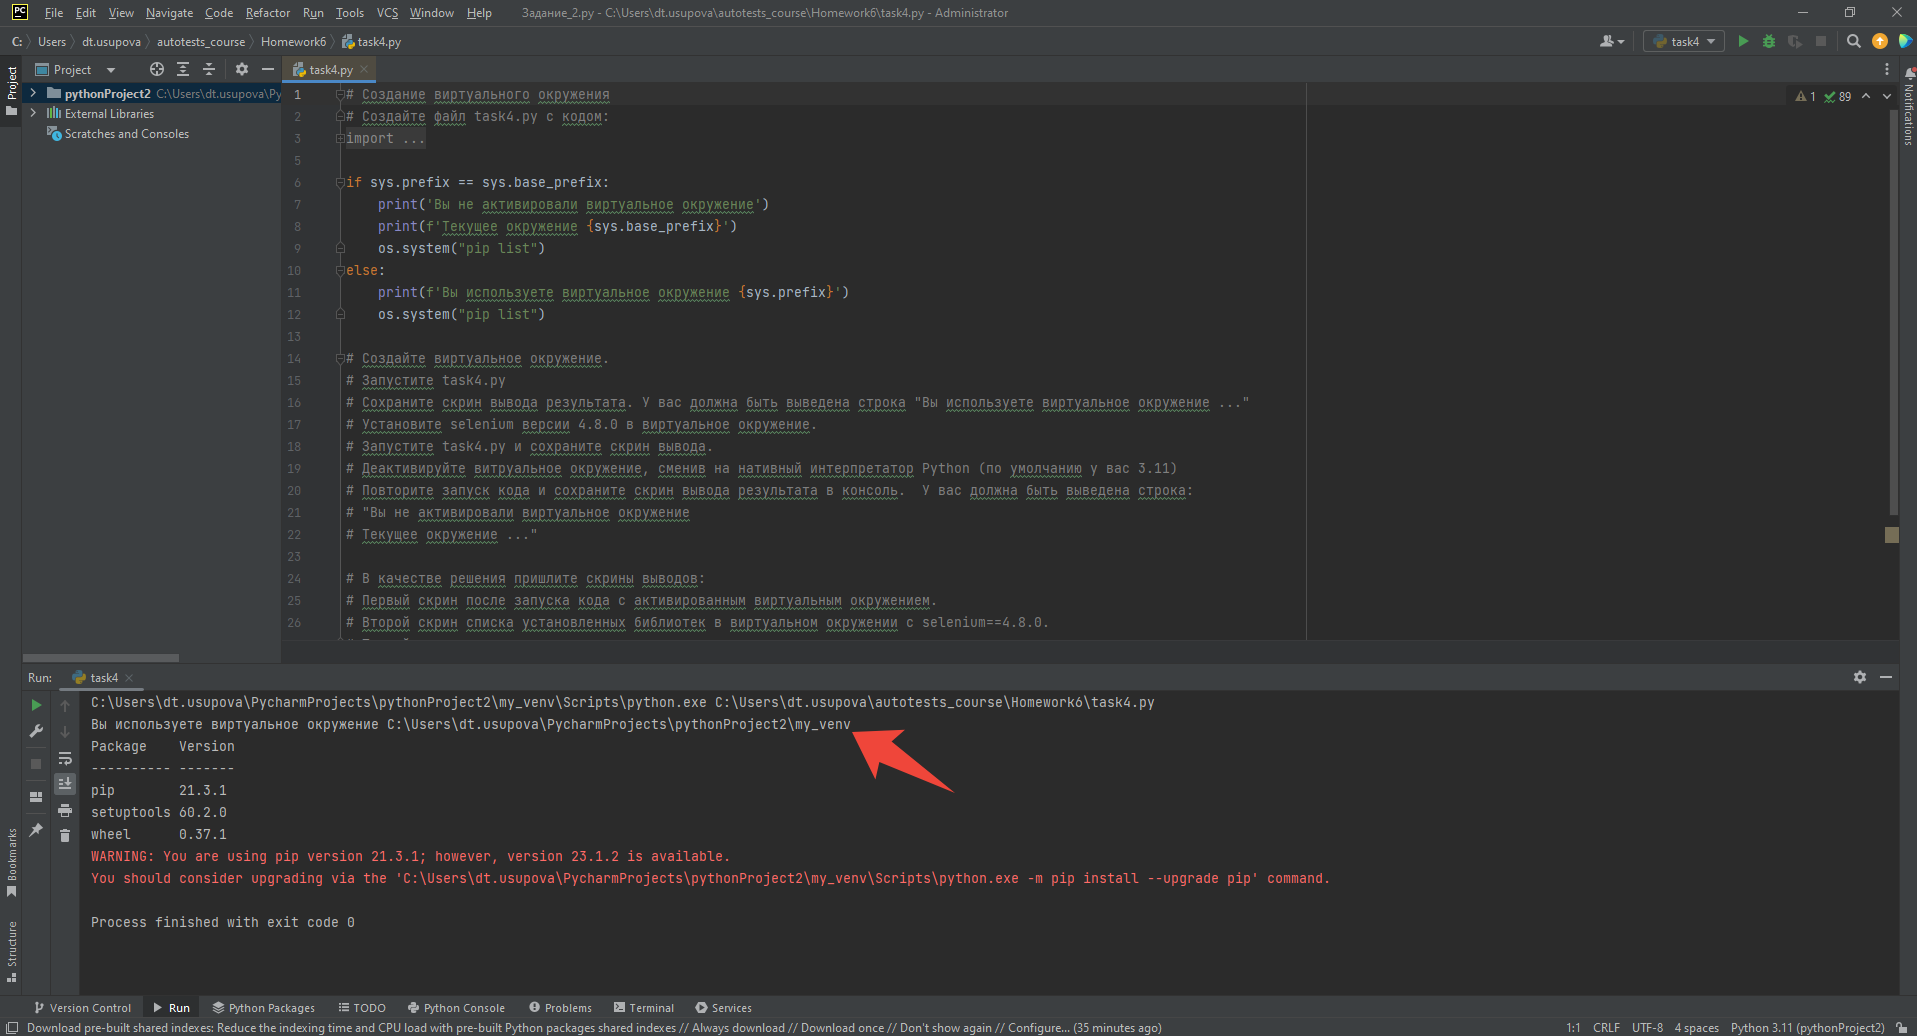 PC File Edit View Navigate Code Refactor Run Tools VCS Window Help Задание_2.py - C:\Users\dt.usupova\autotests_course\Homework6\task4.py - Administrator
C: Users dt.usupova autotests_course Homework6 task4.py task4
Project Project task4.py
pythonProject2 C:\Users\dt.usupova\Py
External Libraries
Scratches and Consoles
1 # Создание виртуального окружения
1 89
Notifications
2 # Создайте файл task4.py с кодом:
3 import ...
5
6 if sys.prefix == sys.base_prefix:
7 print('Вы не активировали виртуальное окружение')
8 print(f'Текущее окружение {sys.base_prefix}')
9 os.system("pip list")
10 else:
11 print(f'Вы используете виртуальное окружение {sys.prefix}')
12 os.system("pip list")
13
14 # Создайте виртуальное окружение.
15 # Запустите task4.py
16 # Сохраните скрин вывода результата. У вас должна быть выведена строка "Вы используете виртуальное окружение ..."
17 # Установите selenium версии 4.8.0 в виртуальное окружение.
18 # Запустите task4.py и сохраните скрин вывода.
19 # Деактивируйте витруальное окружение, сменив на нативный интерпретатор Python (по умолчанию у вас 3.11)
20 # Повторите запуск кода и сохраните скрин вывода результата в консоль.  У вас должна быть выведена строка:
21 # "Вы не активировали виртуальное окружение
22 # Текущее окружение ..."
23
24 # В качестве решения пришлите скрины выводов:
25 # Первый скрин после запуска кода с активированным виртуальным окружением.
26 # Второй скрин списка установленных библиотек в виртуальном окружении с selenium==4.8.0.
Run: task4
C:\Users\dt.usupova\PycharmProjects\pythonProject2\my_venv\Scripts\python.exe C:\Users\dt.usupova\autotests_course\Homework6\task4.py
Вы используете виртуальное окружение C:\Users\dt.usupova\PycharmProjects\pythonProject2\my_venv
Package    Version
---------- -------
pip        21.3.1
setuptools 60.2.0
wheel      0.37.1
WARNING: You are using pip version 21.3.1; however, version 23.1.2 is available.
You should consider upgrading via the 'C:\Users\dt.usupova\PycharmProjects\pythonProject2\my_venv\Scripts\python.exe -m pip install --upgrade pip' command.
Process finished with exit code 0
Bookmarks
Structure
Version Control Run Python Packages TODO Python Console Problems Terminal Services
Download pre-built shared indexes: Reduce the indexing time and CPU load with pre-built Python packages shared indexes // Always download // Download once // Don't show again // Configure... (35 minutes ago) 1:1 CRLF UTF-8 4 spaces Python 3.11 (pythonProject2)